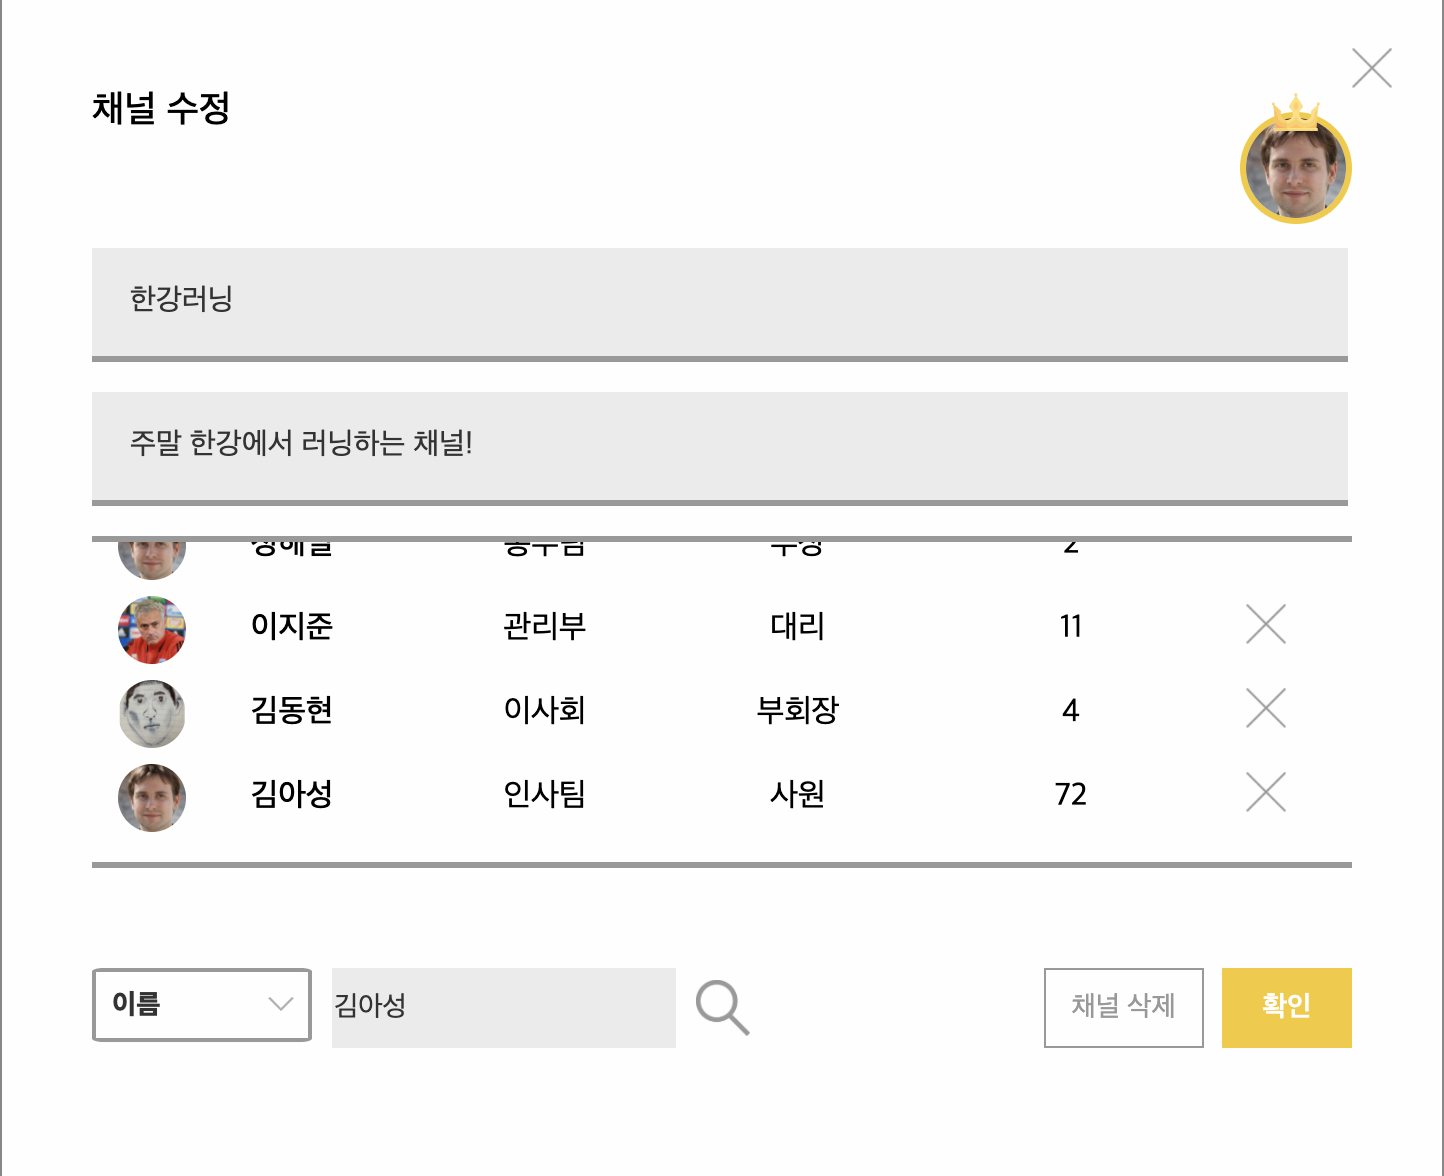 채널 수정
한강러닝
주말 한강에서 러닝하는 채널!
2
이지준 관리부 대리 11
김동현 이사회 부회장 4
김아성 인사팀 사원 72
이름 김아성 채널 삭제 확인